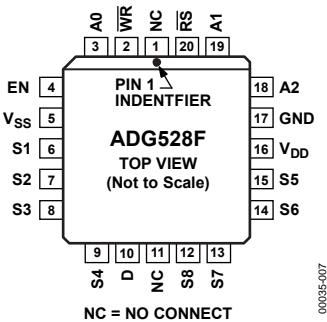 A0 WR NC RS A1
3 2 1 20 19
EN 4
VSS 5
S1 6
S2 7
S3 8
PIN 1
INDENTFIER
ADG528F
TOP VIEW
(Not to Scale)
18 A2
17 GND
16 VDD
15 S5
14 S6
9 10 11 12 13
S4 D NC S8 S7
NC = NO CONNECT
00035-007